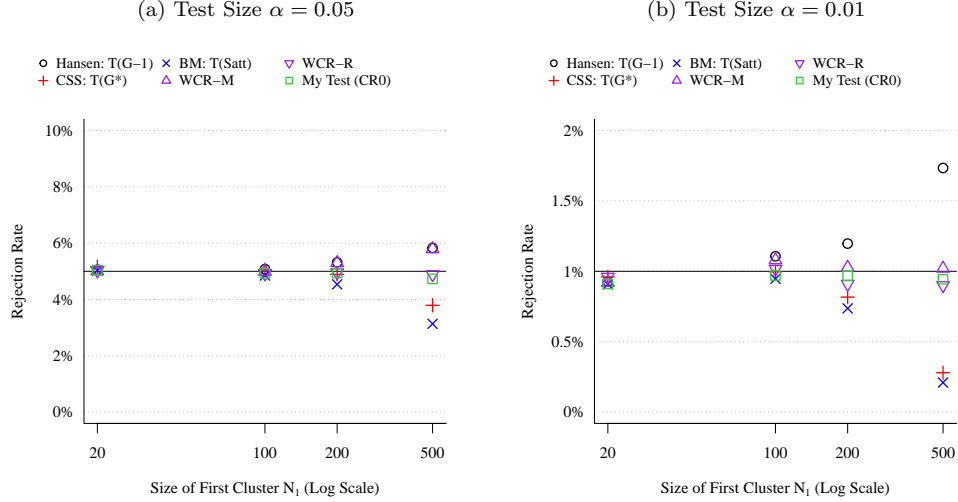 (a) Test Size α = 0.05
Hansen: T(G−1) BM: T(Satt) WCR−R
CSS: T(G*) WCR−M My Test (CR0)
10%
8%
6%
4%
2%
0%
Rejection Rate
20 100 200 500
Size of First Cluster N₁ (Log Scale)
(b) Test Size α = 0.01
Hansen: T(G−1) BM: T(Satt) WCR−R
CSS: T(G*) WCR−M My Test (CR0)
2%
1.5%
1%
0.5%
0%
Rejection Rate
20 100 200 500
Size of First Cluster N₁ (Log Scale)